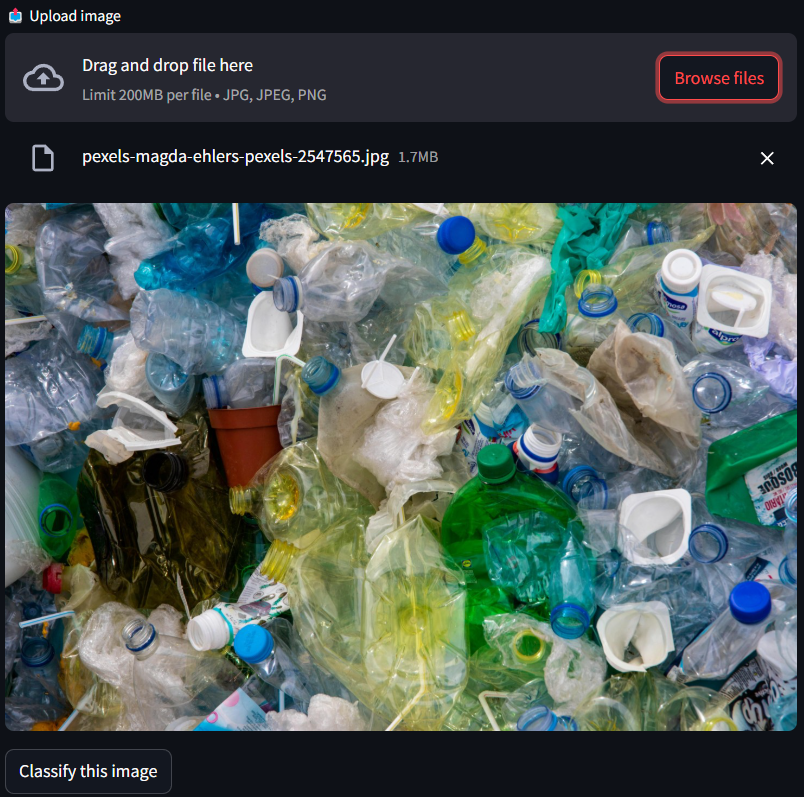 Upload image
Drag and drop file here
Limit 200MB per file • JPG, JPEG, PNG
Browse files
pexels-magda-ehlers-pexels-2547565.jpg 1.7MB
BOSQUE
Classify this image